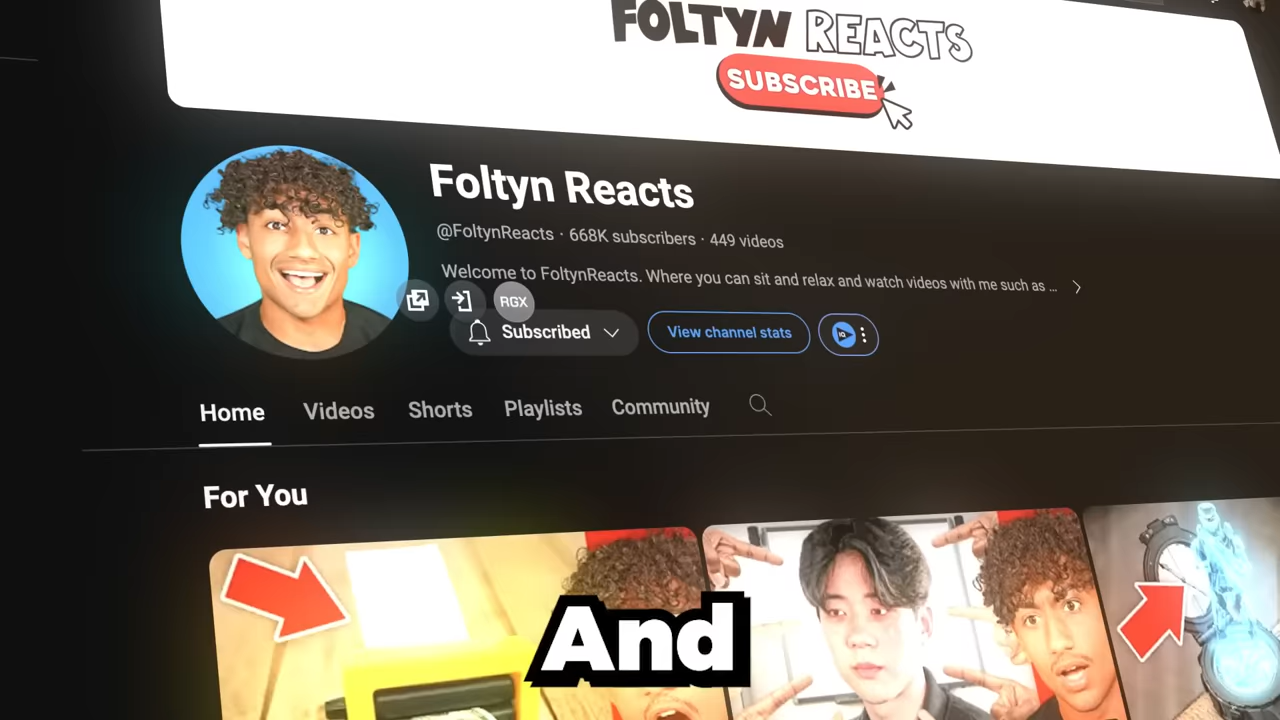 FOLTYN REACTS
SUBSCRIBE
Foltyn Reacts
@FoltynReacts · 668K subscribers · 449 videos
Welcome to FoltynReacts. Where you can sit and relax and watch videos with me such as ...
RGX
Subscribed
View channel stats
Home
Videos
Shorts
Playlists
Community
For You
And